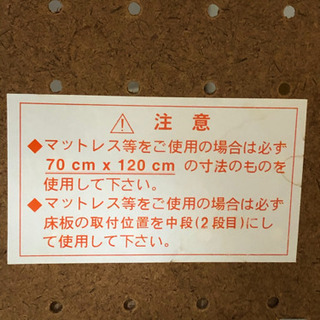 ⚠ 注意
◆マットレス等をご使用の場合は必ず
70 cm x 120 cm の寸法のものを
使用して下さい。
◆マットレス等をご使用の場合は必ず
床板の取付位置を中段(2段目)にし
て使用して下さい。